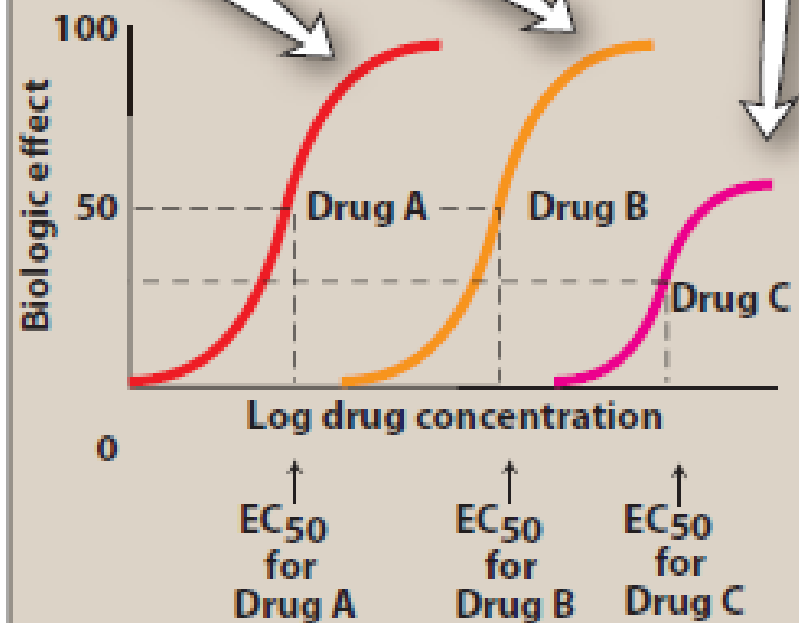 100
Biologic effect
50
Drug A
Drug B
Drug C
Log drug concentration
0
EC50
for
Drug A
EC50
for
Drug B
EC50
for
Drug C